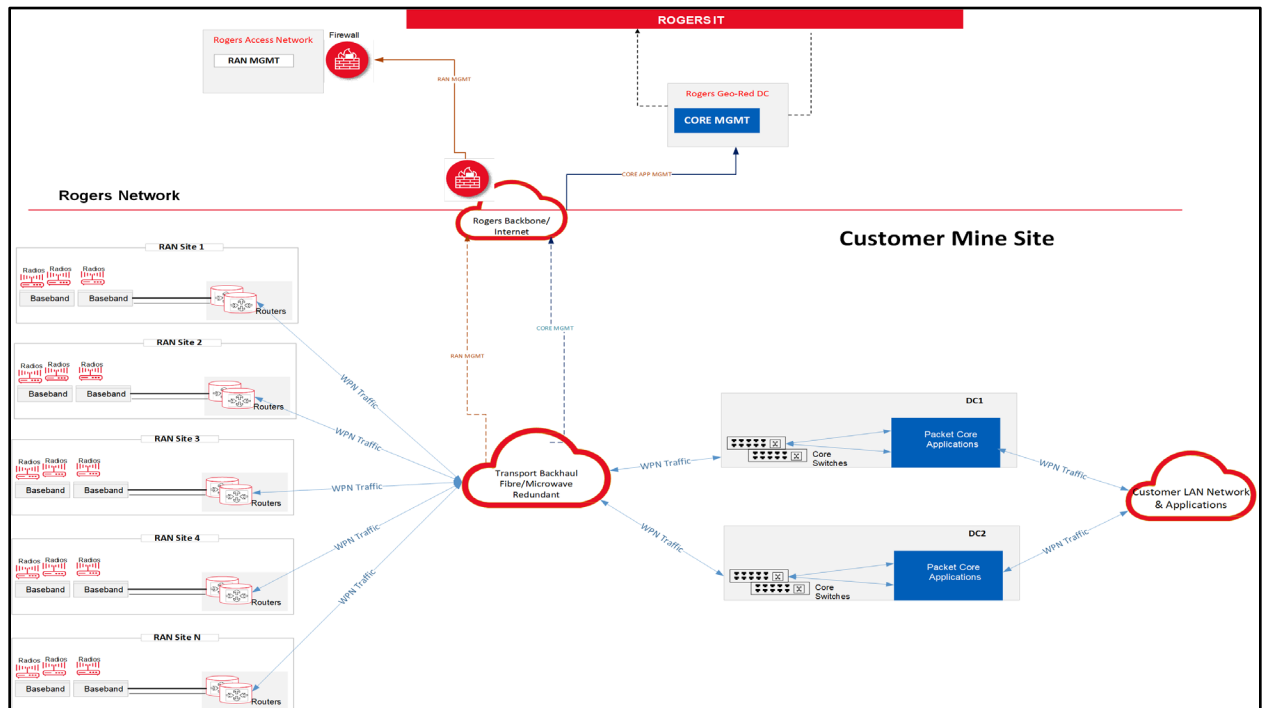 ROGERS IT
Rogers Access Network
RAN MGMT
Firewall
RAN MGMT
Rogers Geo-Red DC
CORE MGMT
CORE APP MGMT
Rogers Network
Rogers Backbone/
Internet
Customer Mine Site
RAN Site 1
Radios
Radios
Radios
Baseband
Baseband
Routers
RAN Site 2
Radios
Radios
Radios
Baseband
Baseband
Routers
RAN Site 3
Radios
Radios
Radios
Baseband
Baseband
Routers
RAN Site 4
Radios
Radios
Radios
Baseband
Baseband
Routers
RAN Site N
Radios
Radios
Radios
Baseband
Baseband
Routers
WPN Traffic
WPN Traffic
WPN Traffic
WPN Traffic
WPN Traffic
RAN MGMT
CORE MGMT
Transport Backhaul
Fibre/Microwave
Redundant
WPN Traffic
WPN Traffic
DC1
Core
Switches
Packet Core
Applications
DC2
Core
Switches
Packet Core
Applications
WPN Traffic
WPN Traffic
Customer LAN Network
& Applications